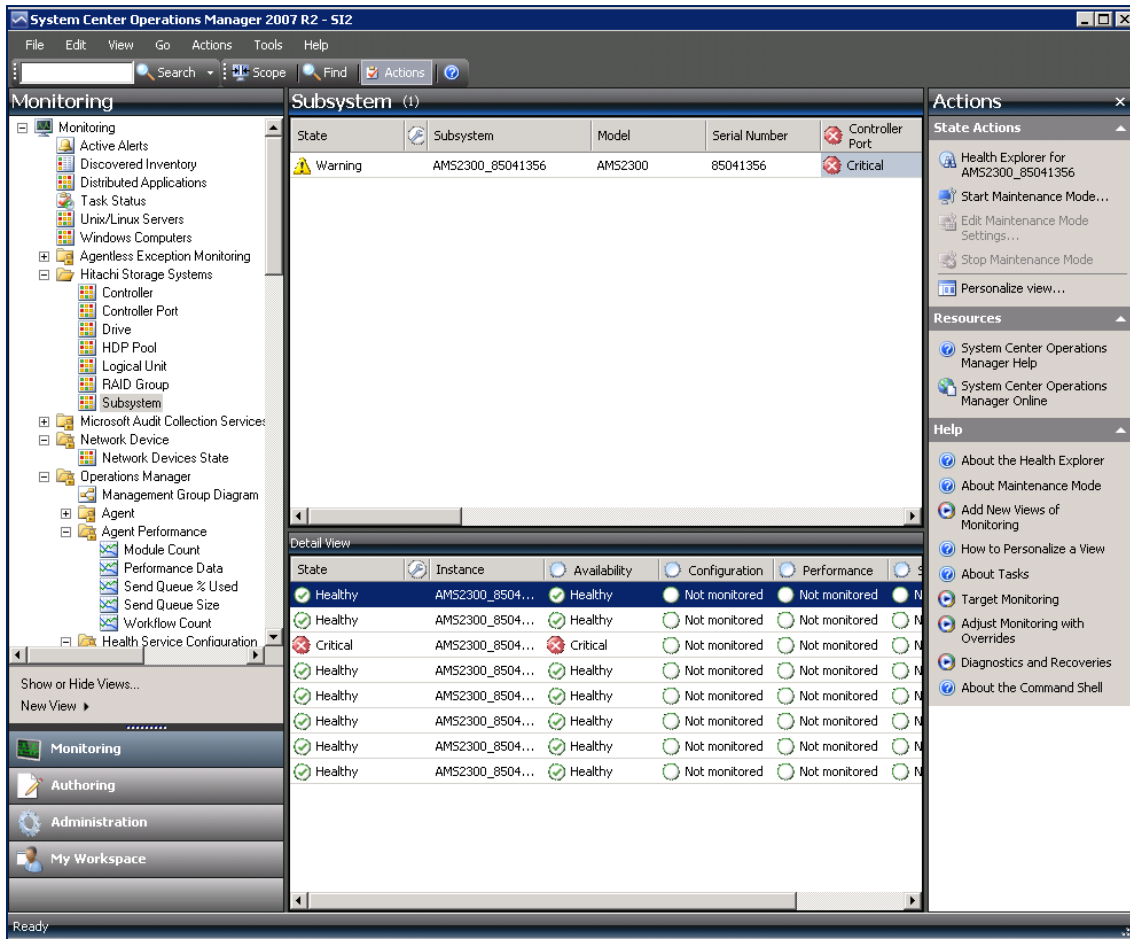 System Center Operations Manager 2007 R2 - SI2
File Edit View Go Actions Tools Help
Search Scope Find Actions
Monitoring
Monitoring
Active Alerts
Discovered Inventory
Distributed Applications
Task Status
Unix/Linux Servers
Windows Computers
Agentless Exception Monitoring
Hitachi Storage Systems
Controller
Controller Port
Drive
HDP Pool
Logical Unit
RAID Group
Subsystem
Microsoft Audit Collection Services
Network Device
Network Devices State
Operations Manager
Management Group Diagram
Agent
Agent Performance
Module Count
Performance Data
Send Queue % Used
Send Queue Size
Workflow Count
Health Service Configuration
Show or Hide Views...
New View
Monitoring
Authoring
Administration
My Workspace
Subsystem (1)
State Subsystem Model Serial Number Controller Port
Warning AMS2300_85041356 AMS2300 85041356 Critical
Detail View
State Instance Availability Configuration Performance S
Healthy AMS2300_8504... Healthy Not monitored Not monitored N
Healthy AMS2300_8504... Healthy Not monitored Not monitored N
Critical AMS2300_8504... Critical Not monitored Not monitored N
Healthy AMS2300_8504... Healthy Not monitored Not monitored N
Healthy AMS2300_8504... Healthy Not monitored Not monitored N
Healthy AMS2300_8504... Healthy Not monitored Not monitored N
Healthy AMS2300_8504... Healthy Not monitored Not monitored N
Healthy AMS2300_8504... Healthy Not monitored Not monitored N
Actions
State Actions
Health Explorer for
AMS2300_85041356
Start Maintenance Mode...
Edit Maintenance Mode
Settings...
Stop Maintenance Mode
Personalize view...
Resources
System Center Operations
Manager Help
System Center Operations
Manager Online
Help
About the Health Explorer
About Maintenance Mode
Add New Views of
Monitoring
How to Personalize a View
About Tasks
Target Monitoring
Adjust Monitoring with
Overrides
Diagnostics and Recoveries
About the Command Shell
Ready